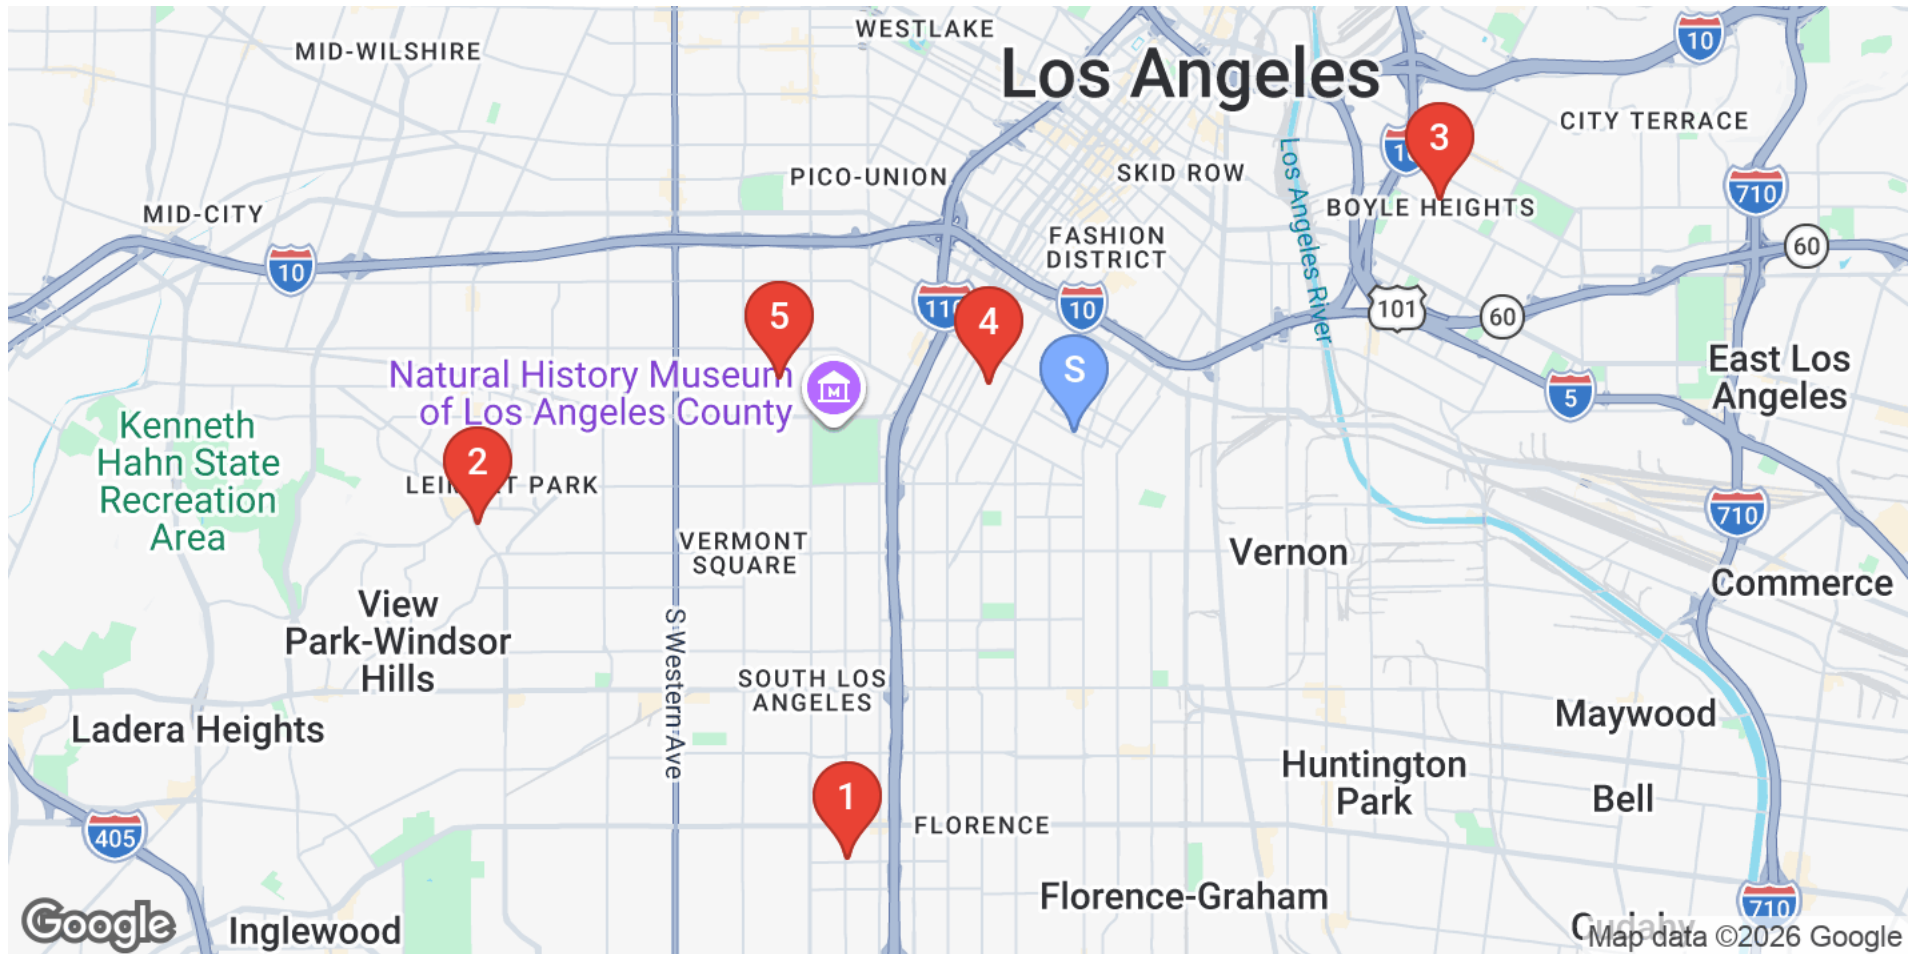 WESTLAKE
MID-WILSHIRE
Los Angeles
10
CITY TERRACE
3
10
PICO-UNION
SKID ROW
710
MID-CITY
BOYLE HEIGHTS
Los Angeles River
FASHION
DISTRICT
60
10
110
10
101
60
5
4
S
Natural History Museum
of Los Angeles County
M
East Los
Angeles
5
Kenneth
Hahn State
Recreation
Area
2
LEIMERT PARK
710
VERMONT
SQUARE
Vernon
Commerce
View
Park-Windsor
Hills
S Western Ave
SOUTH LOS
ANGELES
Maywood
Ladera Heights
Huntington
Park
Bell
1
FLORENCE
405
Florence-Graham
710
Google
Inglewood
Cudahy
Map data ©2026 Google